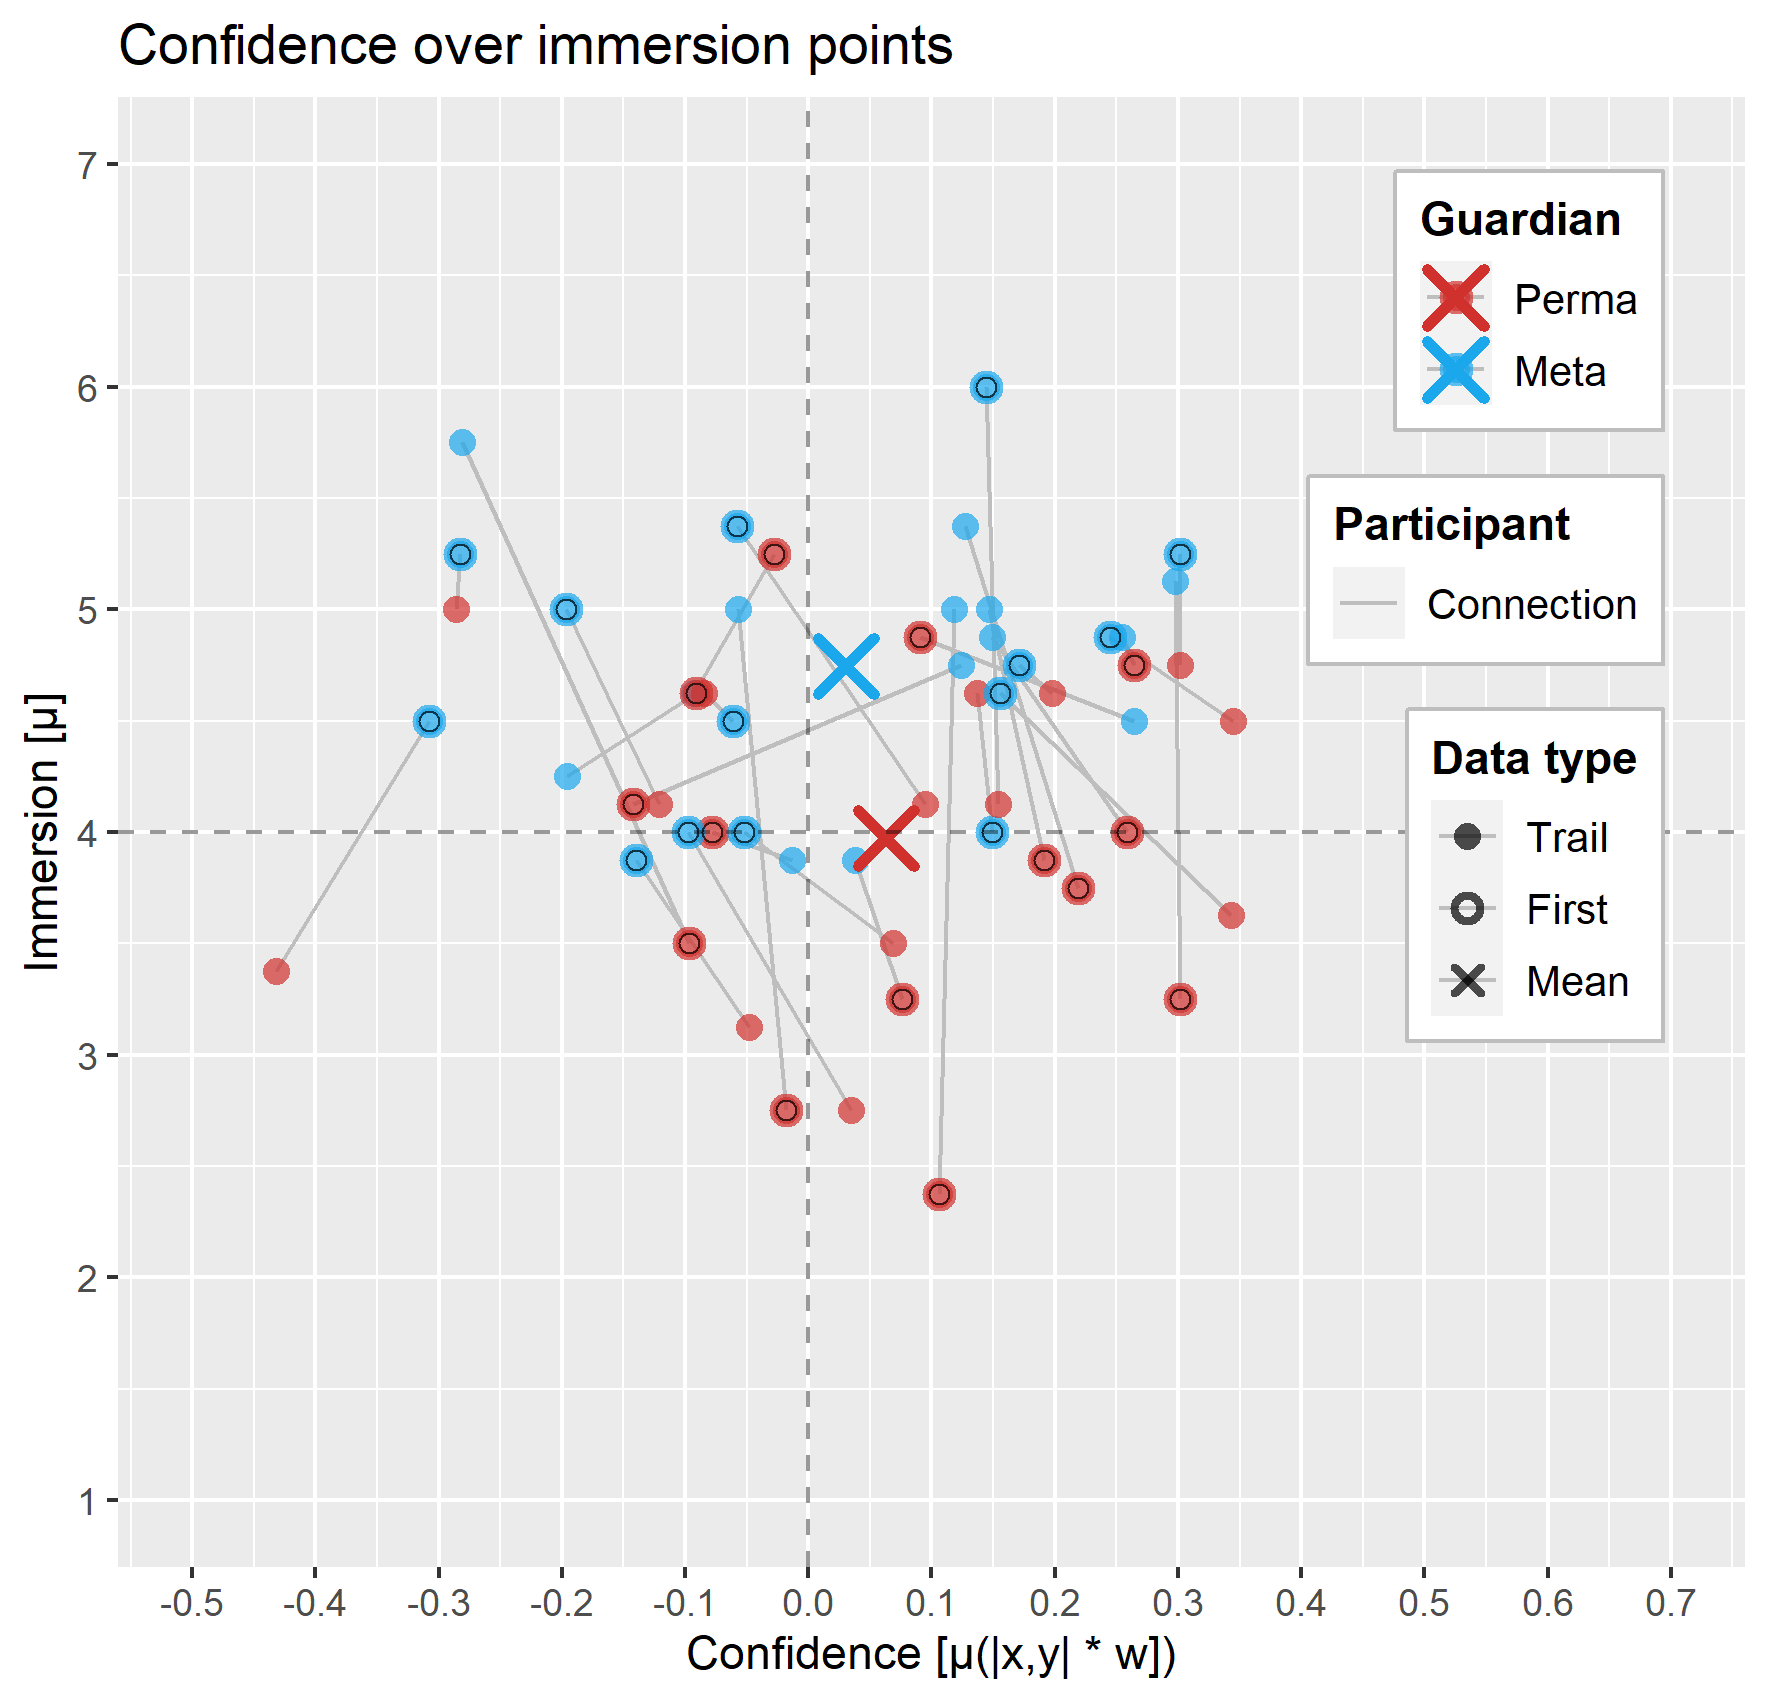 Confidence over immersion points
7
6
5
4
3
2
1
Immersion [µ]
-0.5 -0.4 -0.3 -0.2 -0.1 0.0 0.1 0.2 0.3 0.4 0.5 0.6 0.7
Confidence [µ(|x,y| * w])
Guardian
Perma
Meta
Participant
Connection
Data type
Trail
First
Mean